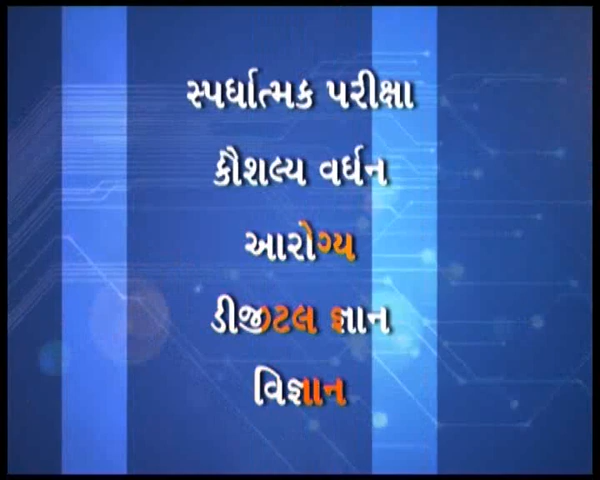 સ્પર્ધાત્મક પરીક્ષા
કૌશલ્ય વર્ધન
આરોગ્ય
ડીજીટલ જ્ઞાન
વિજ્ઞાન